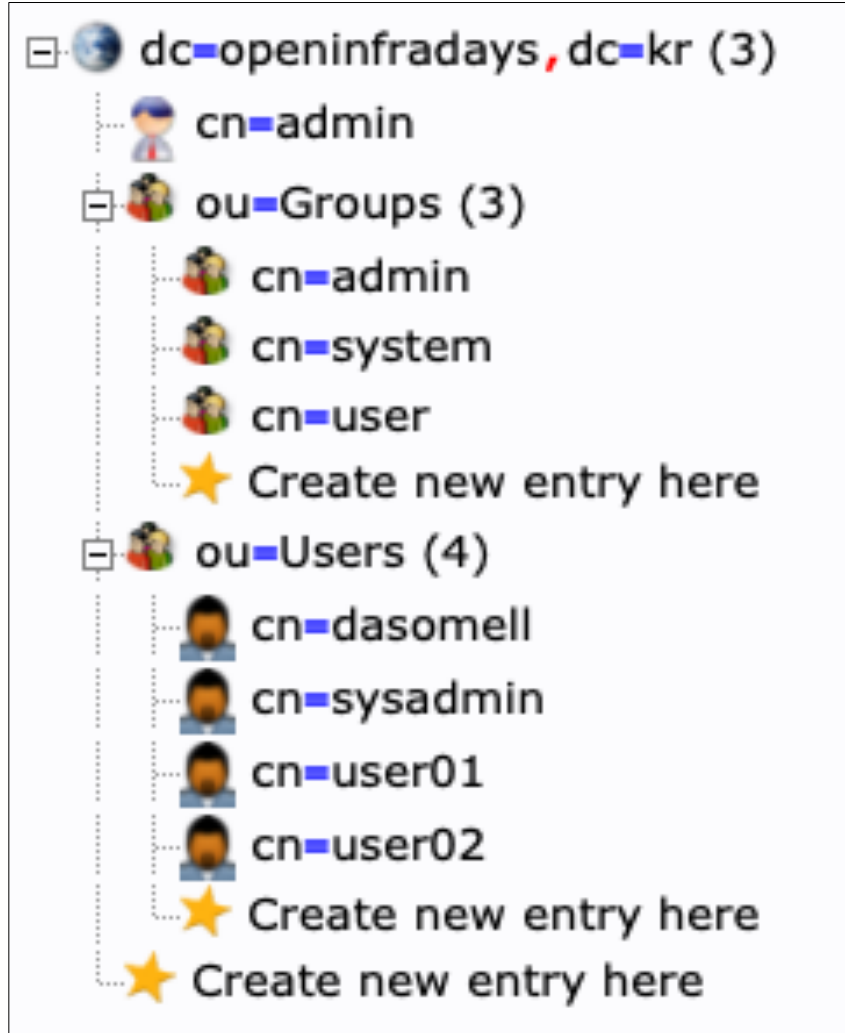 dc=openinfradays,dc=kr (3)
cn=admin
ou=Groups (3)
cn=admin
cn=system
cn=user
Create new entry here
ou=Users (4)
cn=dasomell
cn=sysadmin
cn=user01
cn=user02
Create new entry here
Create new entry here